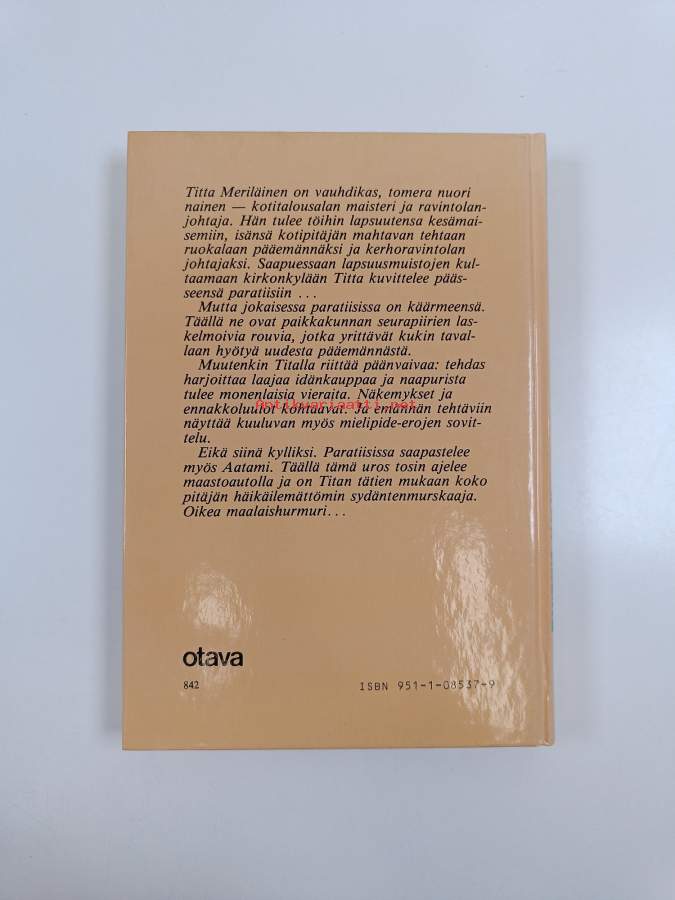 Titta Meriläinen on vauhdikas, tomera nuori
nainen — kotitalousalan maisteri ja ravintolan-
johtaja. Hän tulee töihin lapsuutensa kesämai-
semiin, isänsä kotipitäjän mahtavan tehtaan
ruokalaan pääemännäksi ja kerhoravintolan
johtajaksi. Saapuessaan lapsuusmuistojen kul-
taamaan kirkonkylään Titta kuvittelee pääs-
seensä paratiisiin ...
Mutta jokaisessa paratiisissa on käärmeensä.
Täällä ne ovat paikkakunnan seurapiirien las-
kelmoivia rouvia, jotka yrittävät kukin taval-
laan hyötyä uudesta pääemännästä.
Muutenkin Titalla riittää päänvaivaa: tehdas
harjoittaa laajaa idänkauppaa ja naapurista
tulee monenlaisia vieraita. Näkemykset ja
ennakkoluulot kohtaavat. Ja emännän tehtäviin
Antikvariaatti.net
näyttää kuuluvan myös mielipide-erojen sovit-
telu.
Eikä siinä kylliksi. Paratiisissa saapastelee
myös Aatami. Täällä tämä uros tosin ajelee
maastoautolla ja on Titan tätien mukaan koko
pitäjän häikäilemättömin sydäntenmurskaaja.
Oikea maalaishurmuri...
otava
842
ISBN 951-1-08537-9